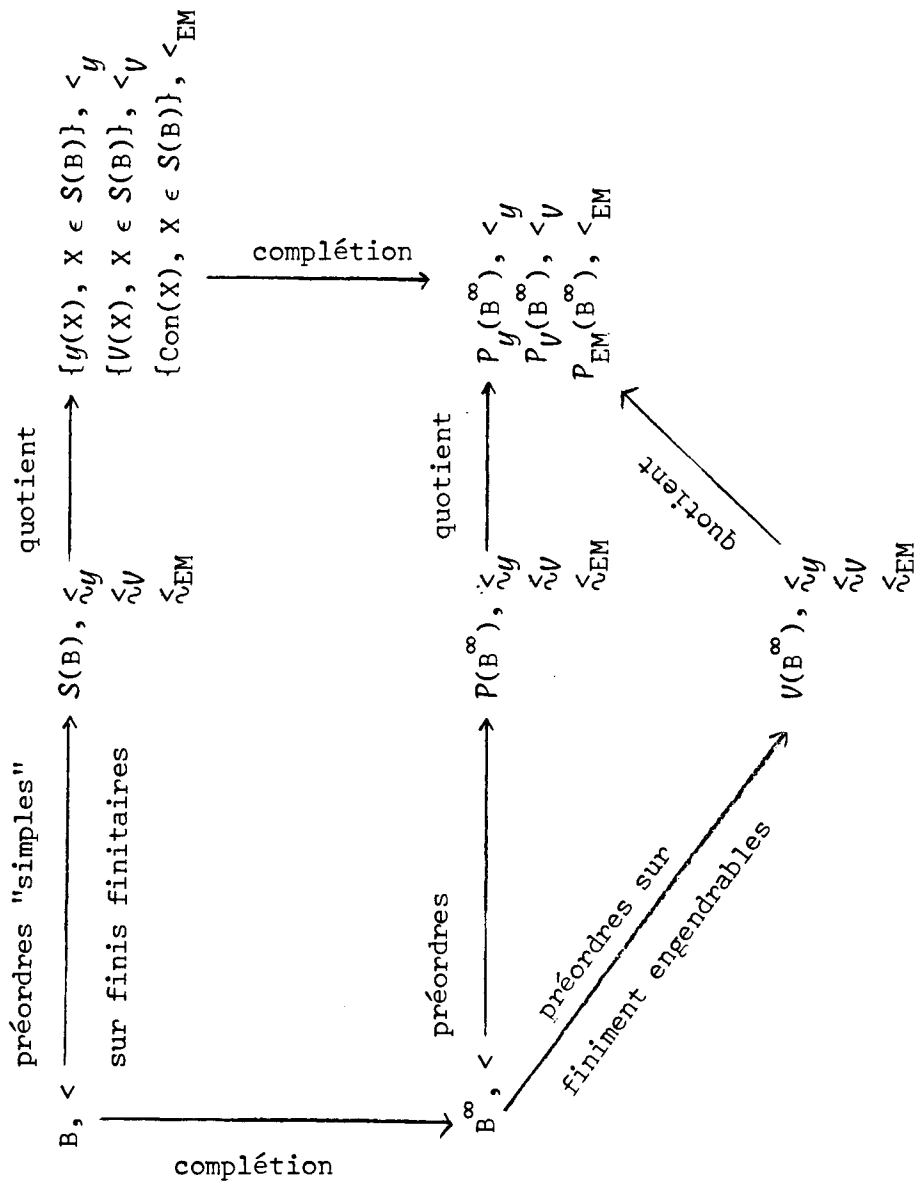 préordres "simples"
quotient
B, <
S(B), ≲𝒴
{𝒴(X), X ∈ S(B)}, <𝒴
sur finis finitaires
≲𝒱
{𝒱(X), X ∈ S(B)}, <𝒱
≲EM
{Con(X), X ∈ S(B)}, <EM
complétion
complétion
préordres
quotient
B∞, <
P(B∞), ≲𝒴
P𝒴(B∞), <𝒴
≲𝒱
P𝒱(B∞), <𝒱
≲EM
PEM(B∞), <EM
préordres sur
finiment engendrables
quotient
𝒱(B∞), ≲𝒴
≲𝒱
≲EM